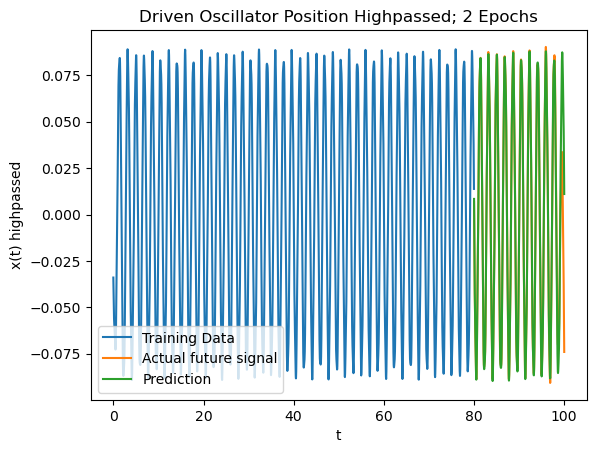 Driven Oscillator Position Highpassed; 2 Epochs
x(t) highpassed
0.075
0.050
0.025
0.000
−0.025
−0.050
−0.075
Training Data
Actual future signal
Prediction
0
20
40
60
80
100
t